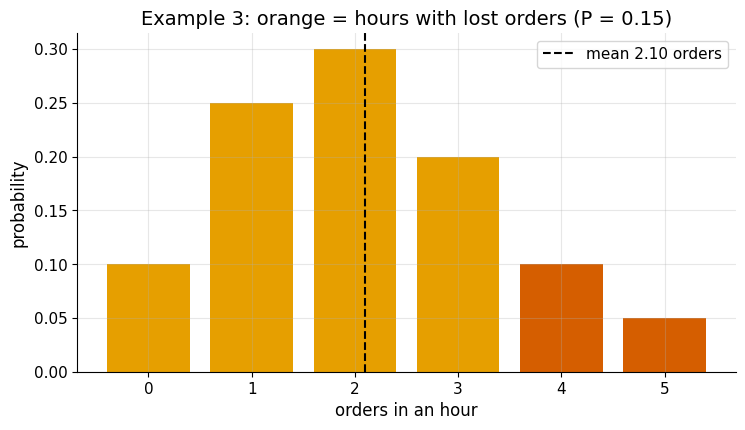 Example 3: orange = hours with lost orders (P = 0.15)
mean 2.10 orders
probability
0.30
0.25
0.20
0.15
0.10
0.05
0.00
0 1 2 3 4 5
orders in an hour